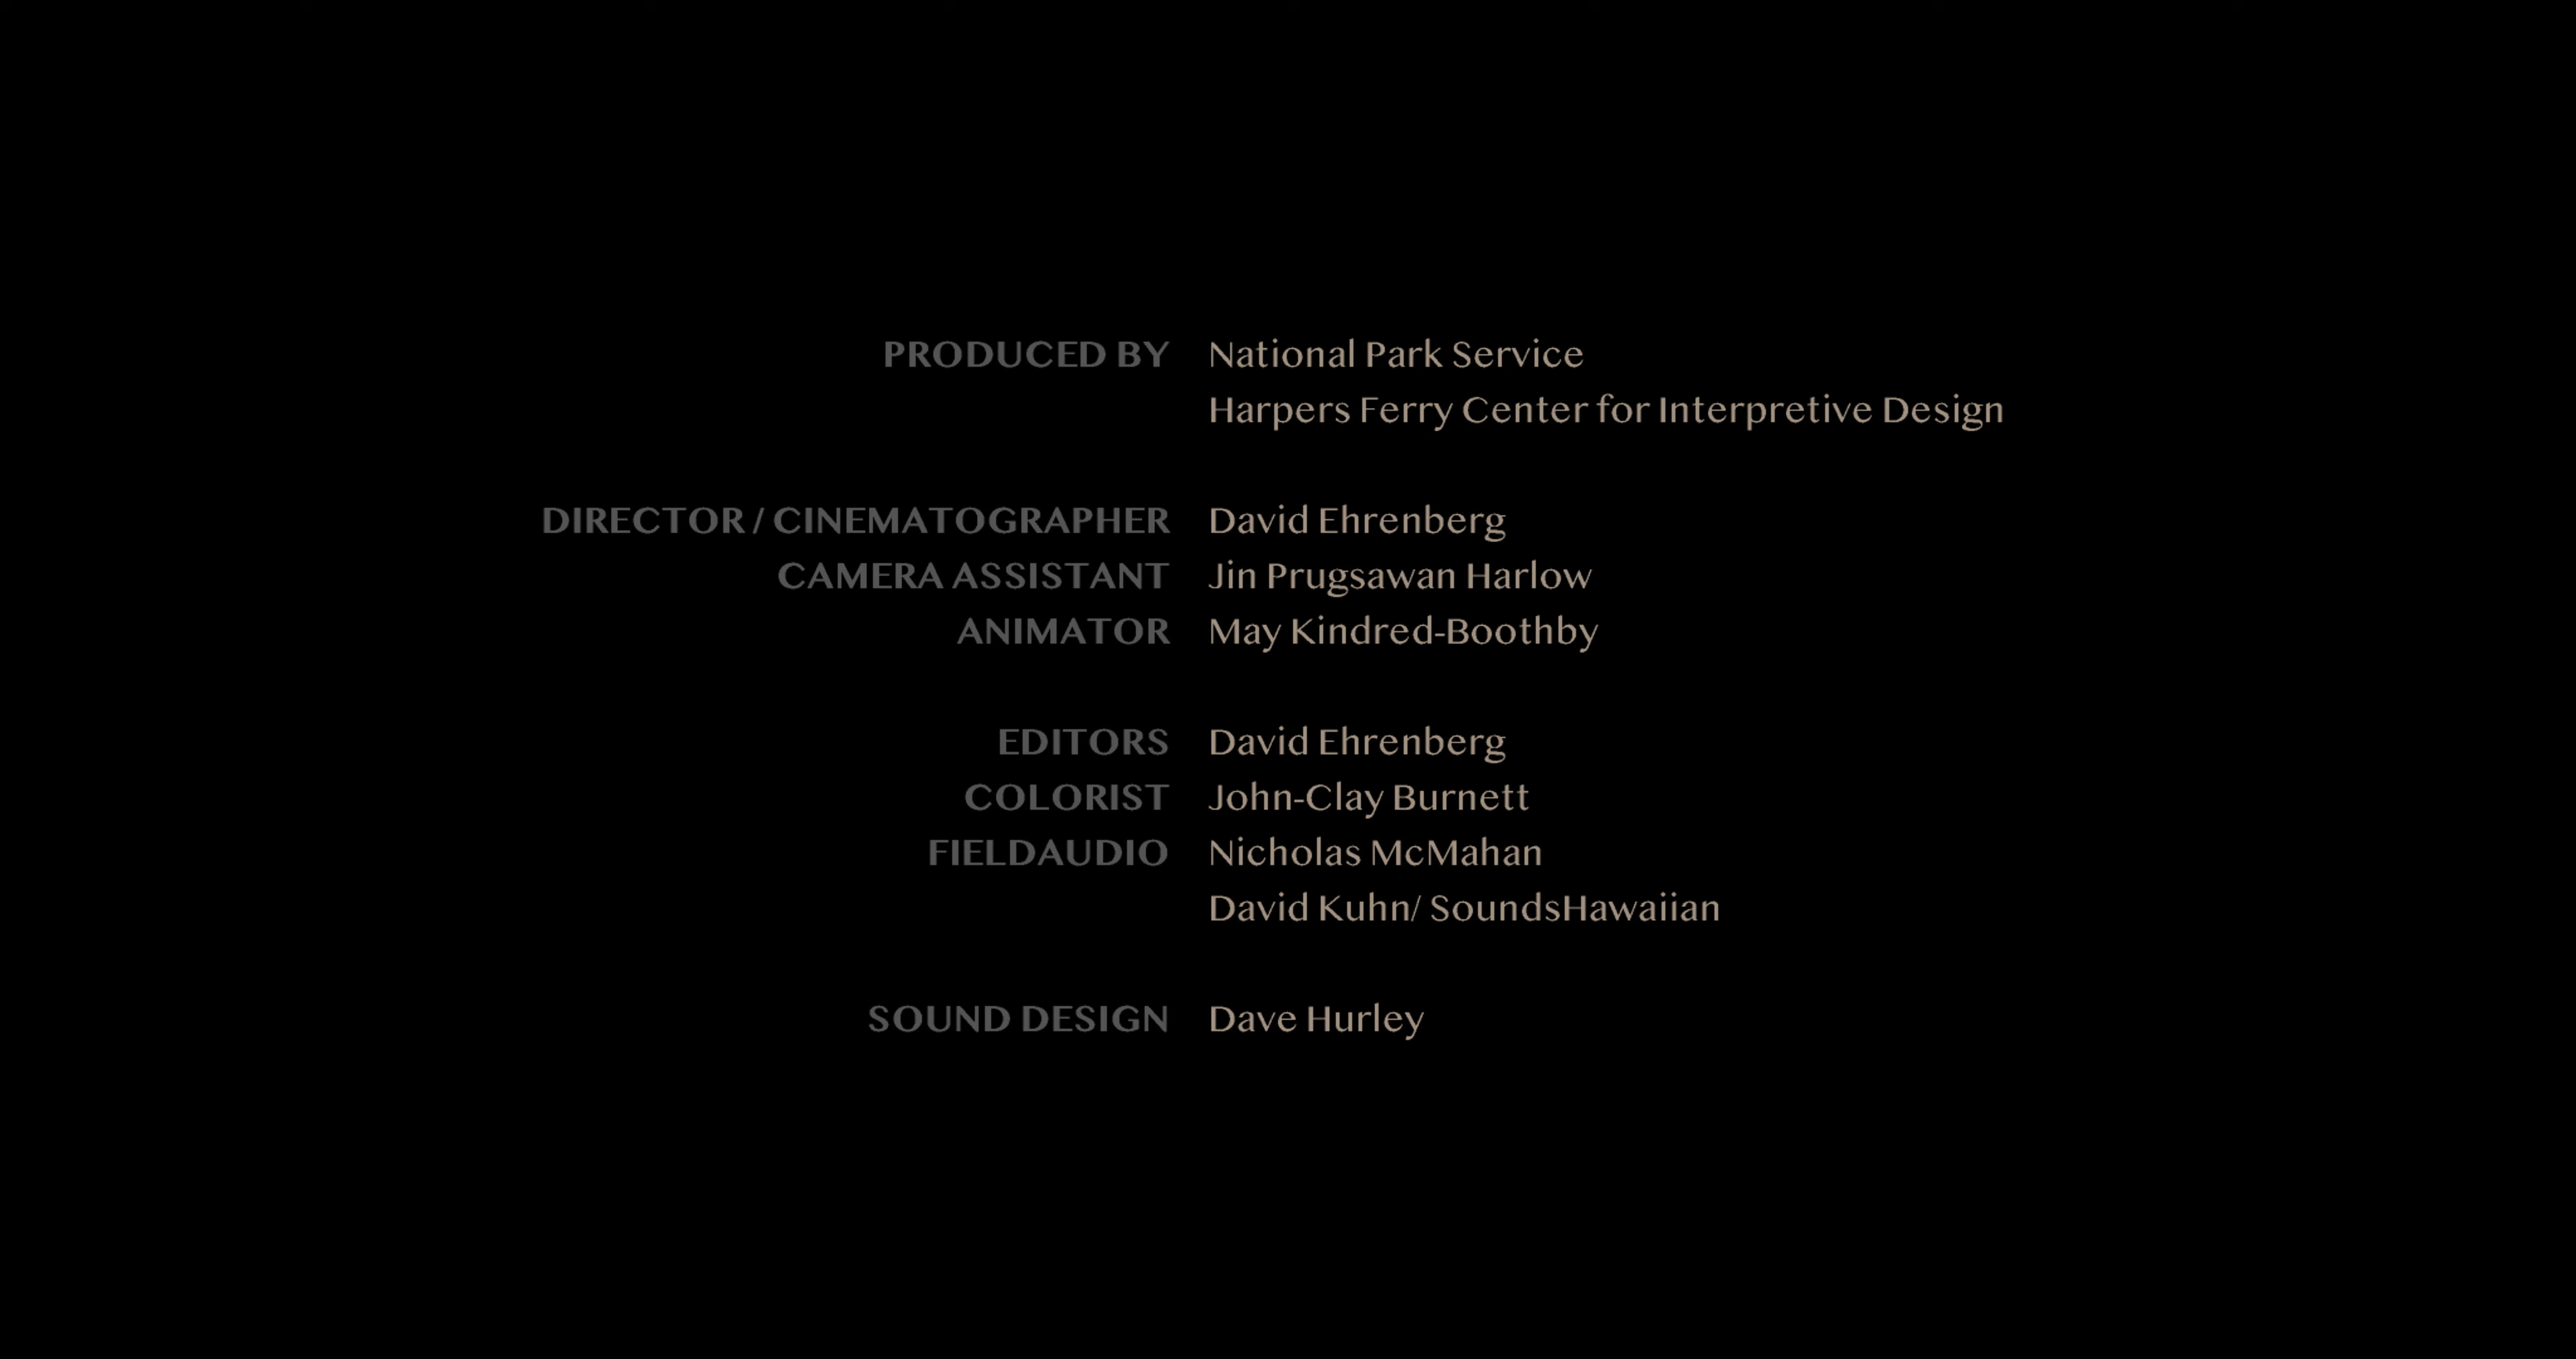 PRODUCED BY National Park Service
Harpers Ferry Center for Interpretive Design
DIRECTOR / CINEMATOGRAPHER David Ehrenberg
CAMERA ASSISTANT Jin Prugsawan Harlow
ANIMATOR May Kindred-Boothby
EDITORS David Ehrenberg
COLORIST John-Clay Burnett
FIELDAUDIO Nicholas McMahan
David Kuhn/ SoundsHawaiian
SOUND DESIGN Dave Hurley